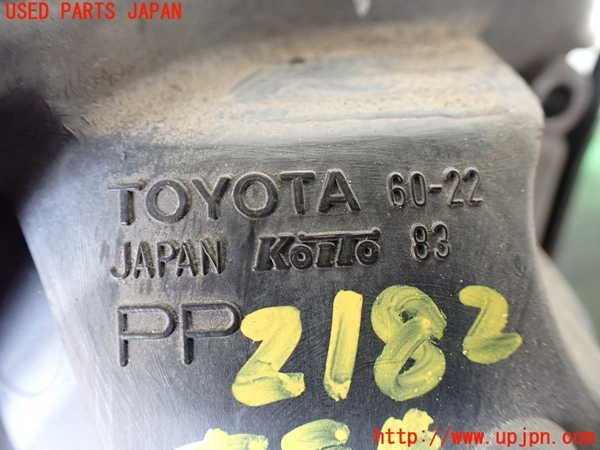 USED PARTS JAPAN
TOYOTA 60-22
JAPAN KOITO 83
PP
2182
http://www.upjpn.com/